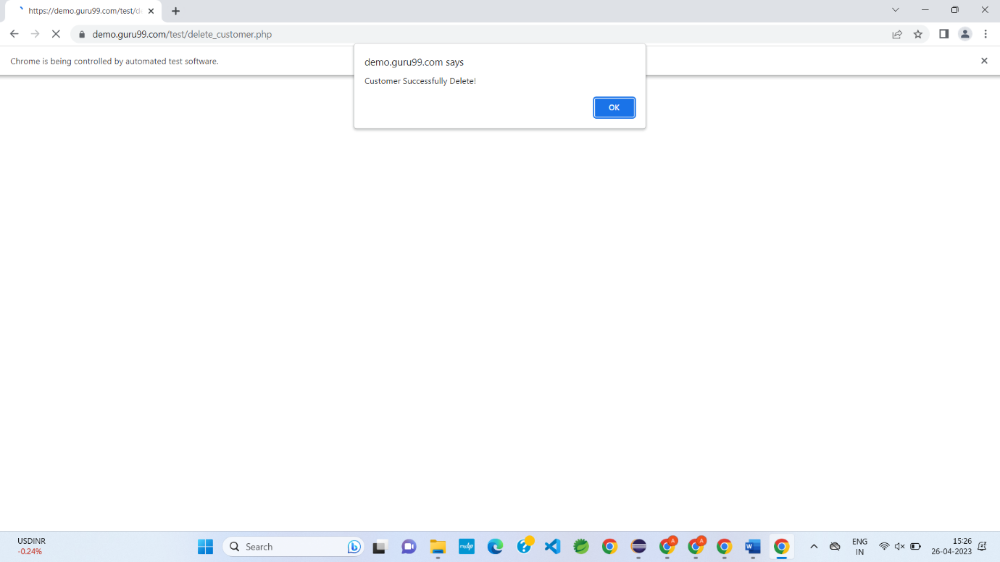 https://demo.guru99.com/test/de
demo.guru99.com/test/delete_customer.php
Chrome is being controlled by automated test software.
demo.guru99.com says
Customer Successfully Delete!
OK
USDINR
-0.24%
Search
myhp
A
A
W
ENG
IN
15:26
26-04-2023